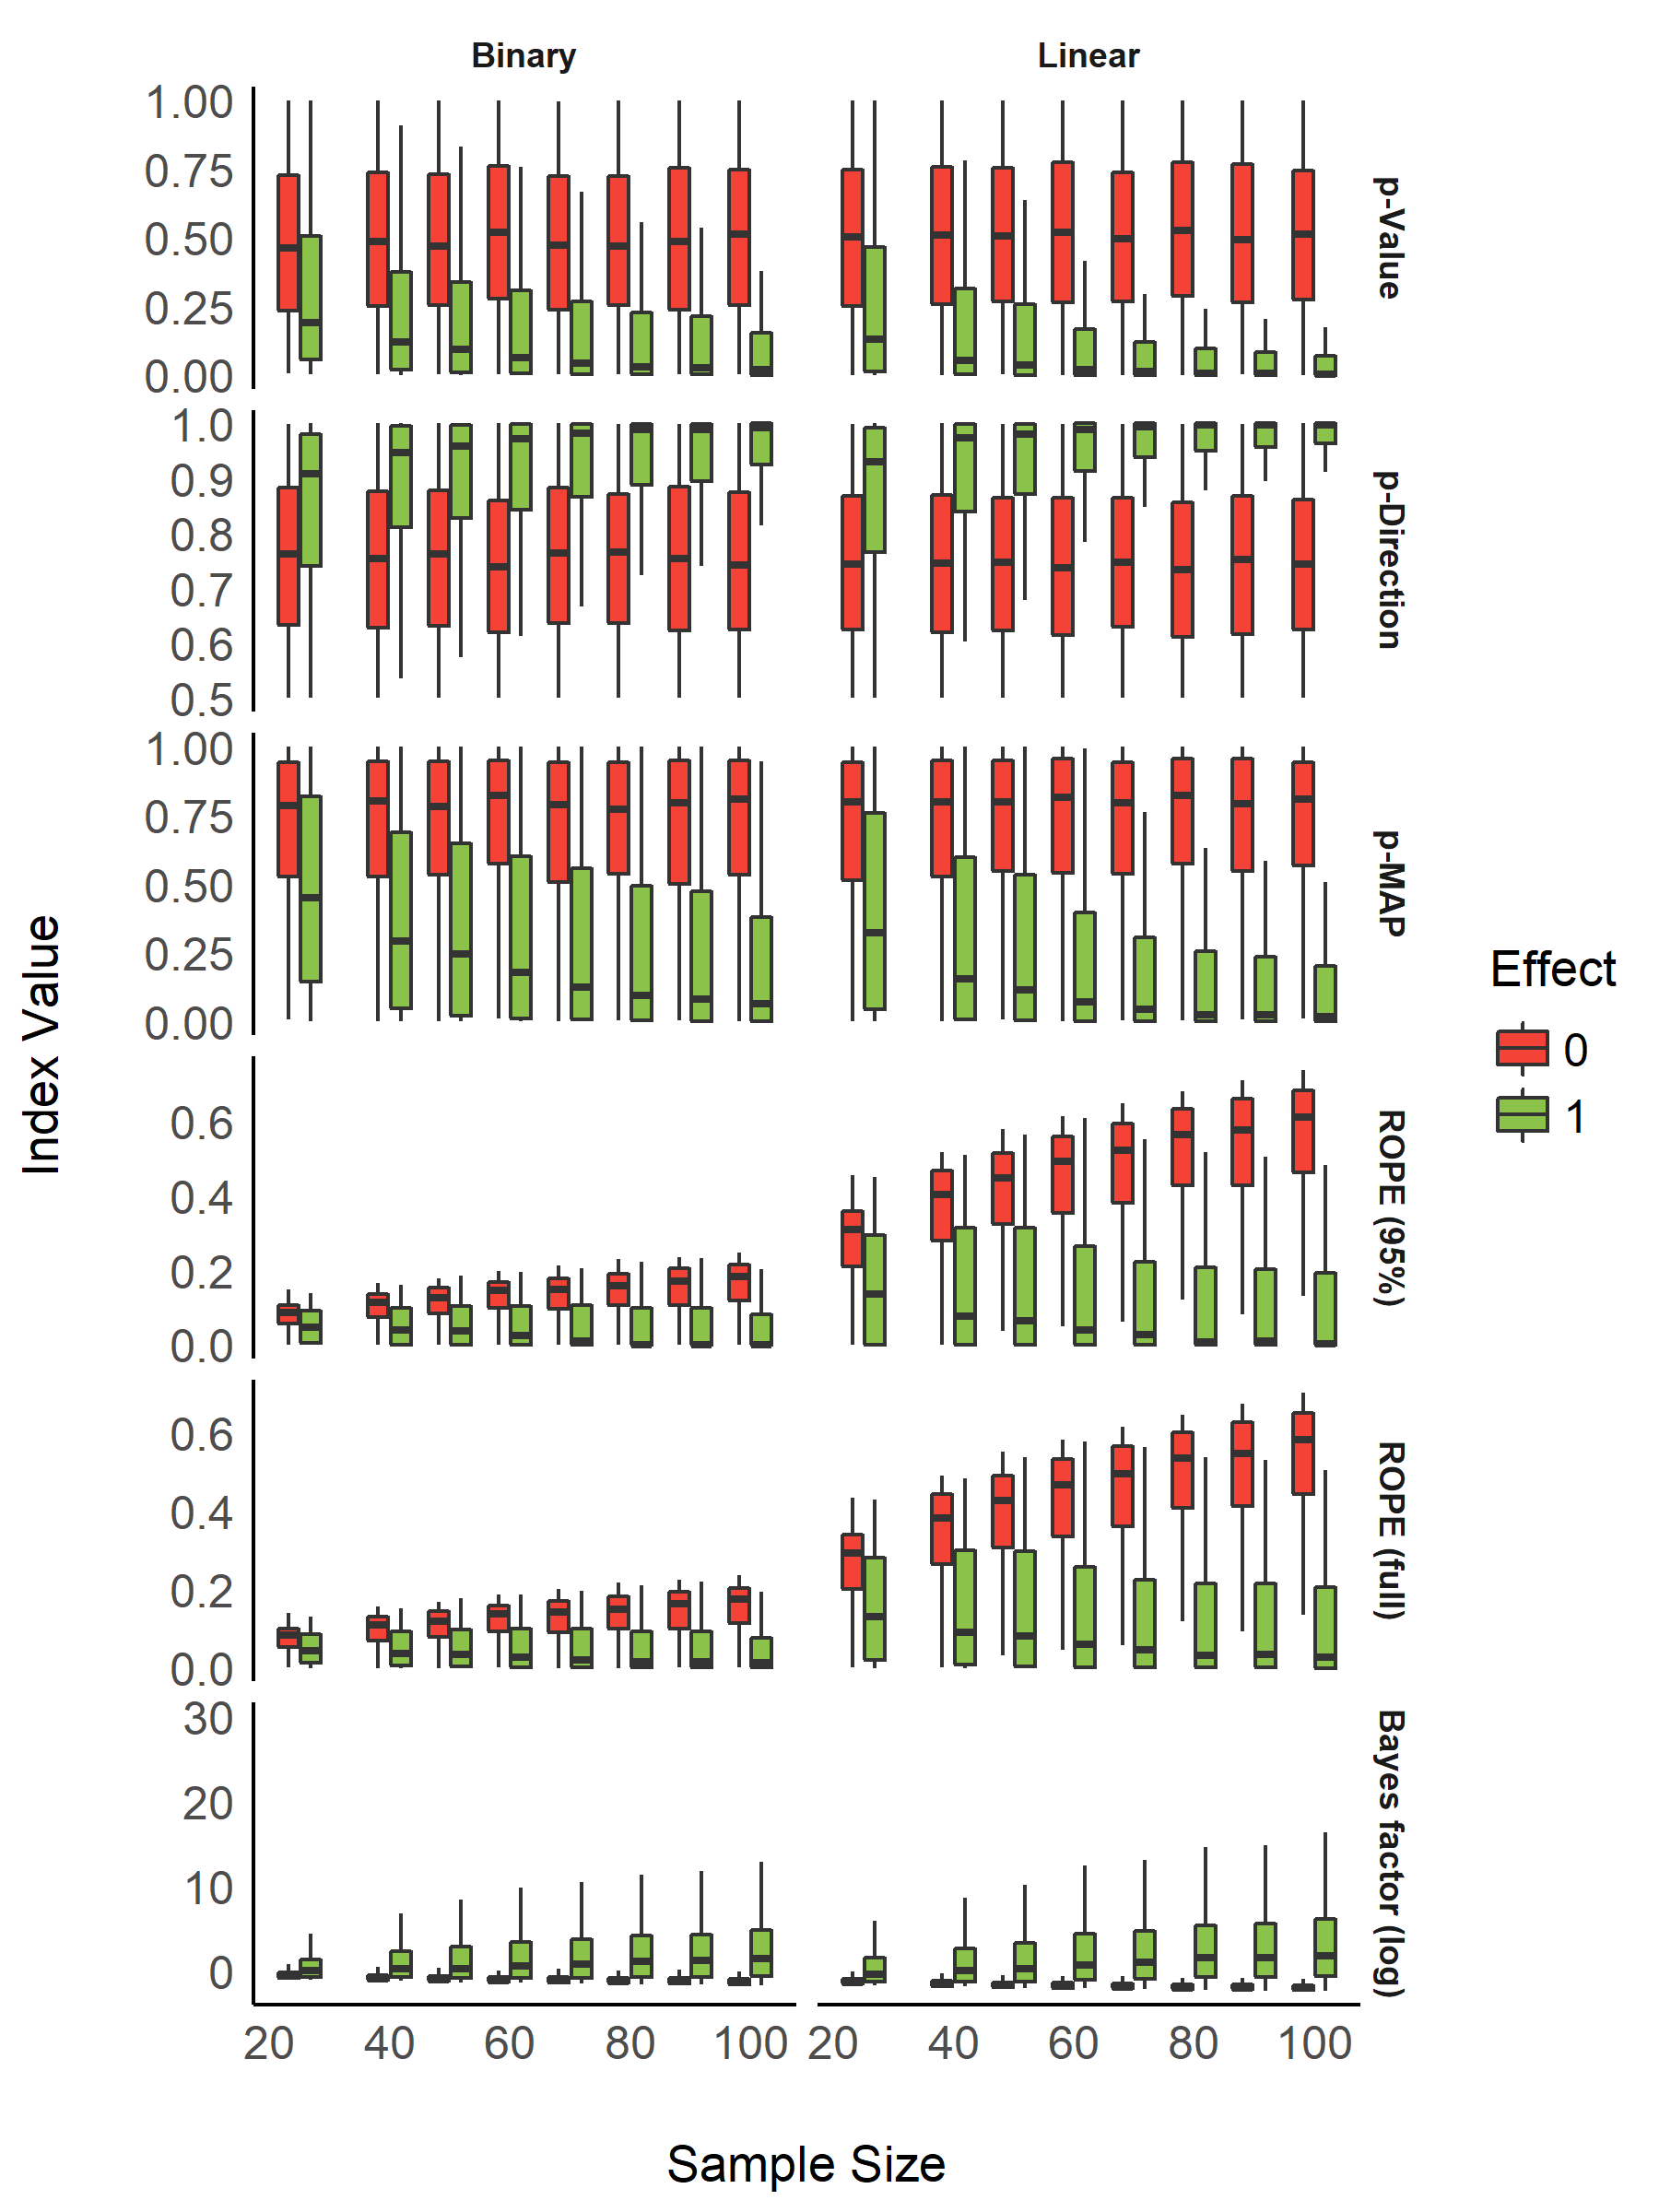 Binary
Linear
1.00
0.75
0.50
0.25
0.00
p-Value
1.0
0.9
0.8
0.7
0.6
0.5
p-Direction
1.00
0.75
0.50
0.25
0.00
p-MAP
0.6
0.4
0.2
0.0
ROPE (95%)
0.6
0.4
0.2
0.0
ROPE (full)
30
20
10
0
Bayes factor (log)
20 40 60 80 100
20 40 60 80 100
Sample Size
Index Value
Effect
0
1